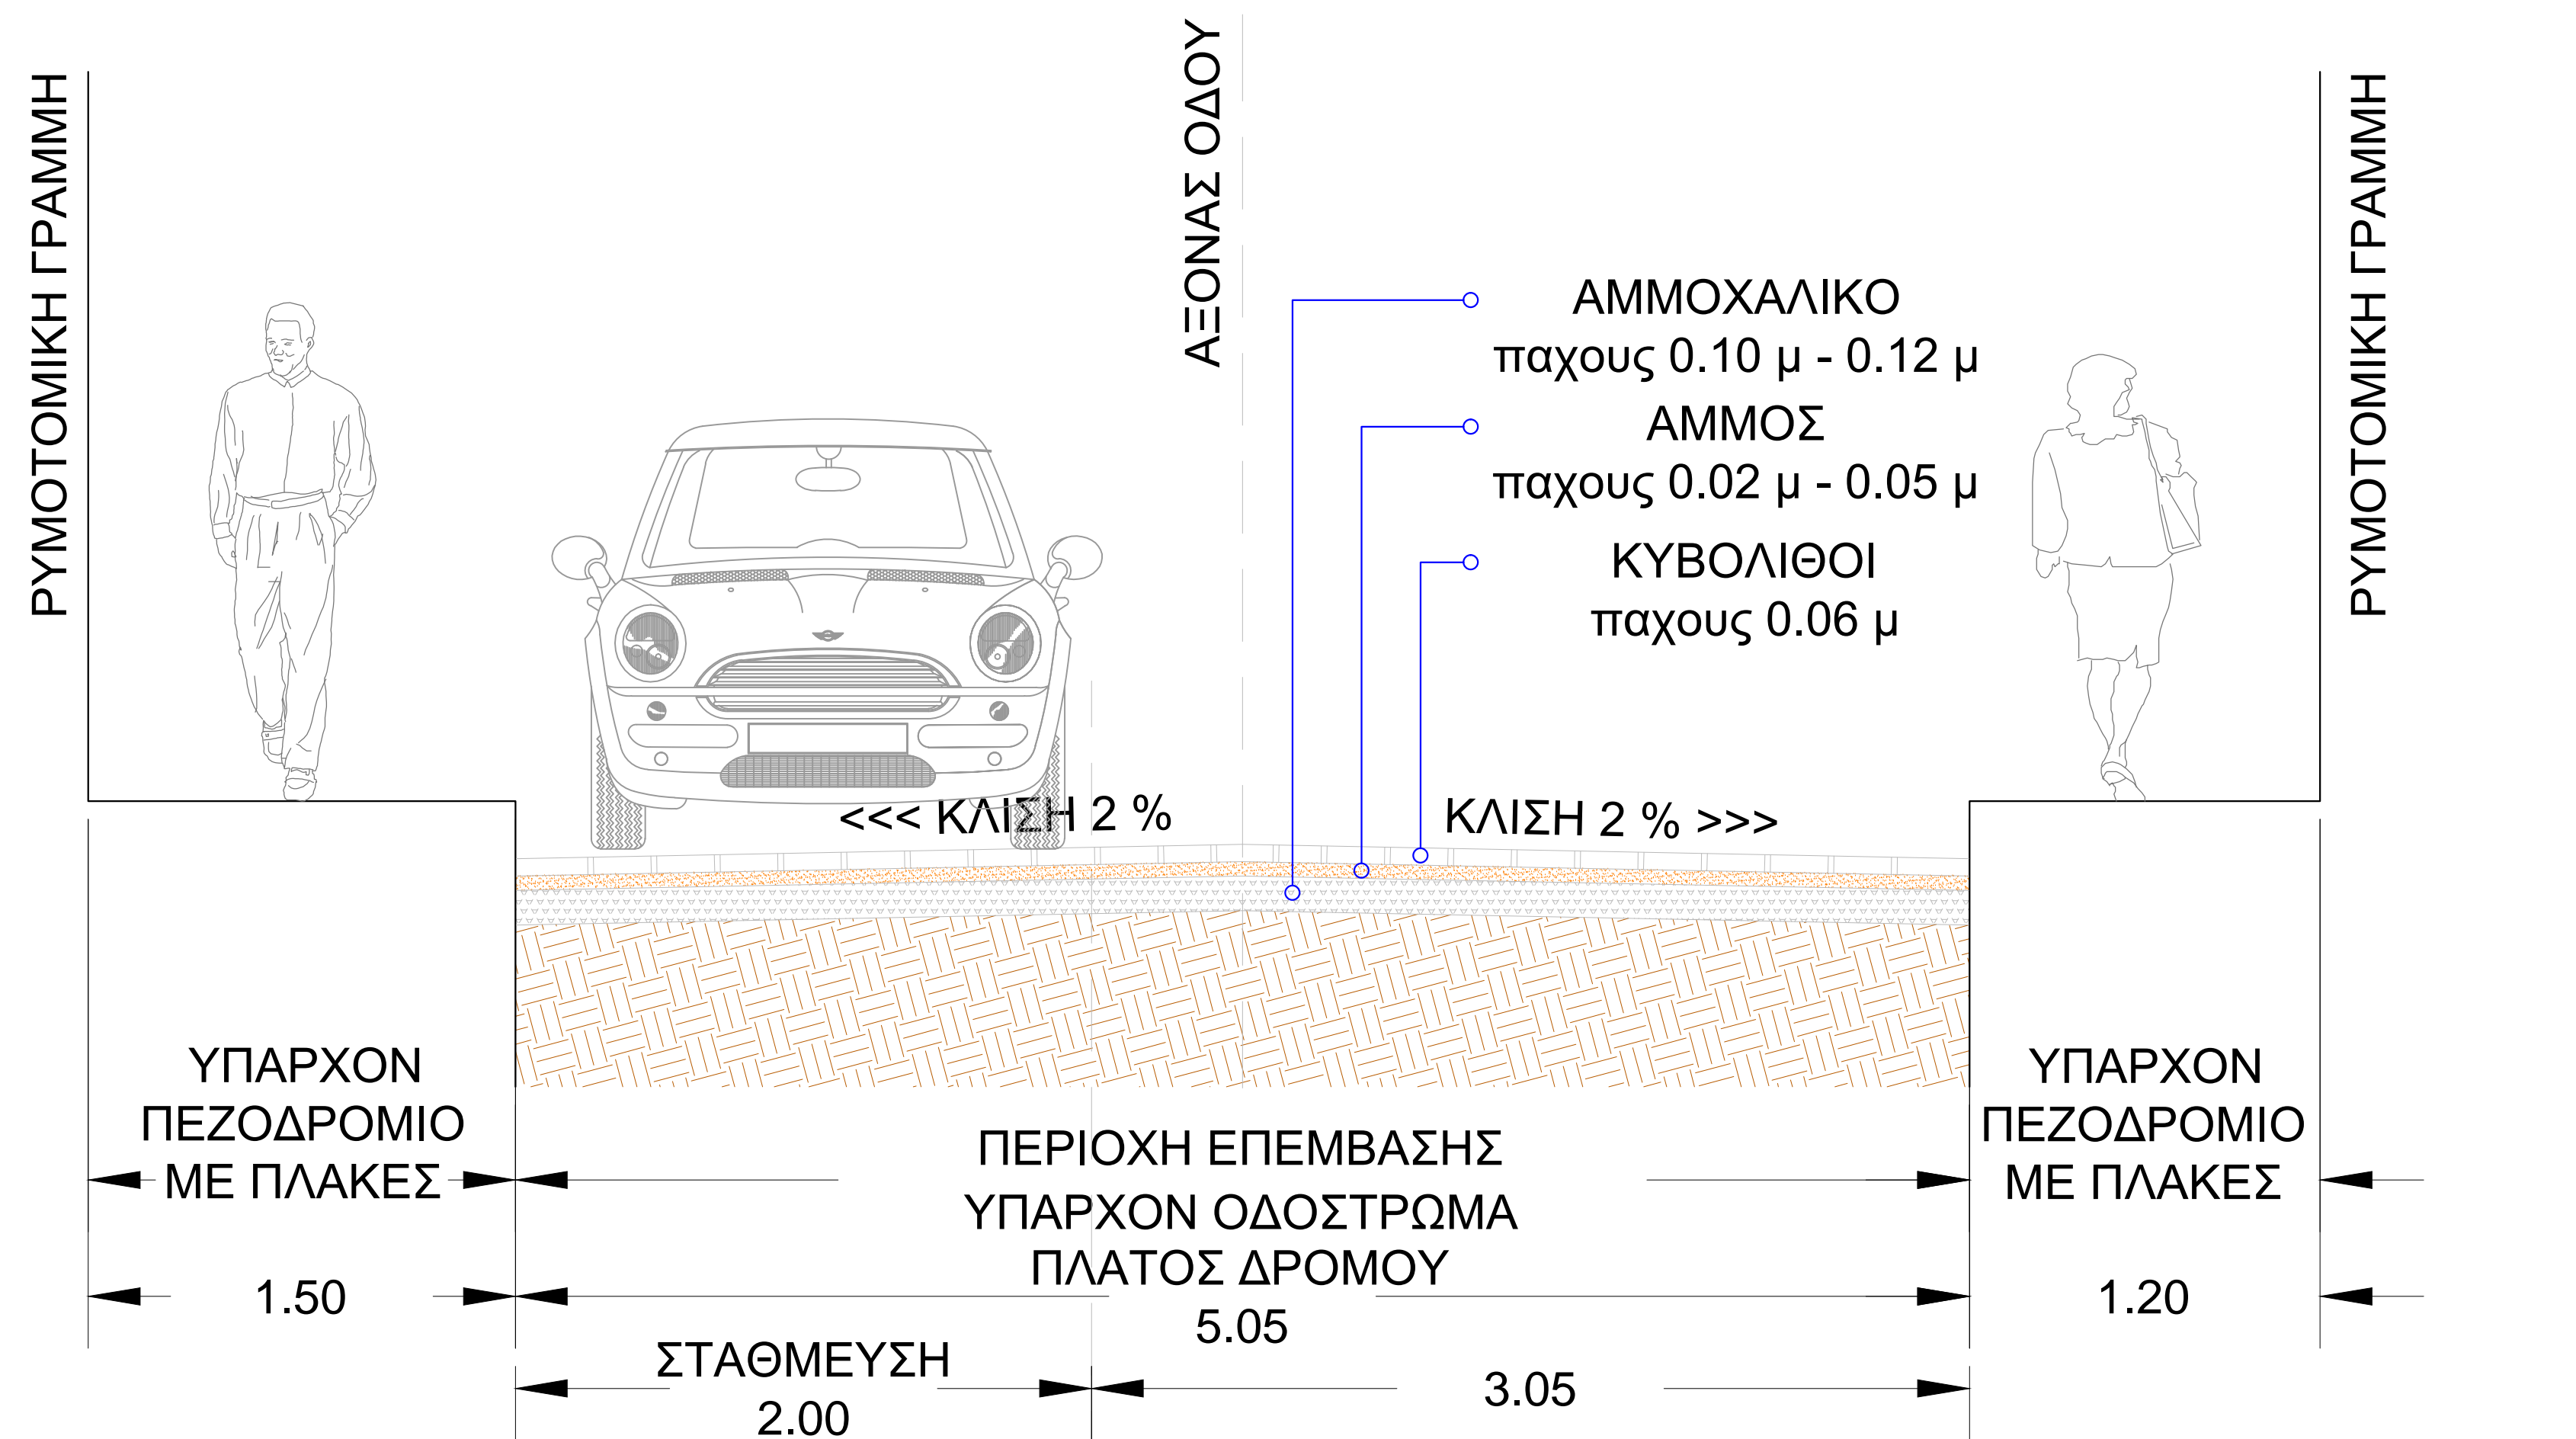 ΡΥΜΟΤΟΜΙΚΗ ΓΡΑΜΜΗ
ΑΞΟΝΑΣ ΟΔΟΥ
ΡΥΜΟΤΟΜΙΚΗ ΓΡΑΜΜΗ
ΑΜΜΟΧΑΛΙΚΟ
παχους 0.10 μ - 0.12 μ
ΑΜΜΟΣ
παχους 0.02 μ - 0.05 μ
ΚΥΒΟΛΙΘΟΙ
παχους 0.06 μ
<<< ΚΛΙΣΗ 2 %
ΚΛΙΣΗ 2 % >>>
ΥΠΑΡΧΟΝ
ΠΕΖΟΔΡΟΜΙΟ
ΜΕ ΠΛΑΚΕΣ
ΠΕΡΙΟΧΗ ΕΠΕΜΒΑΣΗΣ
ΥΠΑΡΧΟΝ ΟΔΟΣΤΡΩΜΑ
ΠΛΑΤΟΣ ΔΡΟΜΟΥ
5.05
ΥΠΑΡΧΟΝ
ΠΕΖΟΔΡΟΜΙΟ
ΜΕ ΠΛΑΚΕΣ
1.50
1.20
ΣΤΑΘΜΕΥΣΗ
2.00
3.05